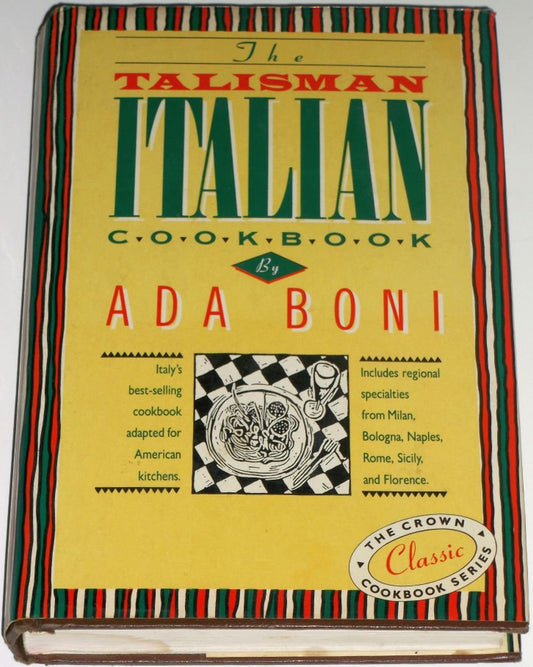 The
TALISMAN
ITALIAN
COOKBOOK
By
ADA BONI
Italy's
best-selling
cookbook
adapted for
American
kitchens.
Includes regional
specialties
from Milan,
Bologna, Naples,
Rome, Sicily,
and Florence.
THE CROWN
Classic
COOKBOOK SERIES